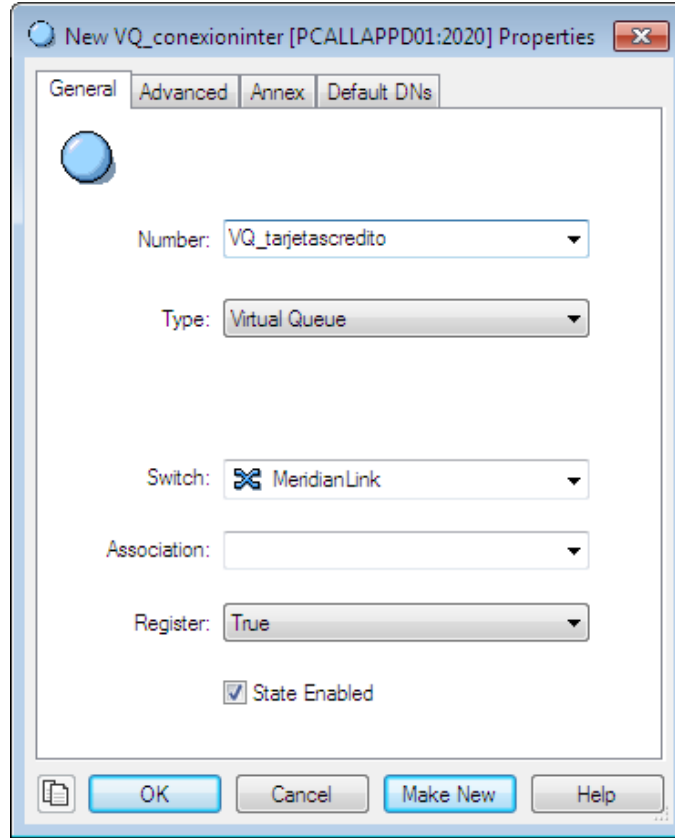 New VQ_conexioninter [PCALLAPPD01:2020] Properties
General Advanced Annex Default DNs
Number: VQ_tarjetascredito
Type: Virtual Queue
Switch: MeridianLink
Association:
Register: True
State Enabled
OK Cancel Make New Help